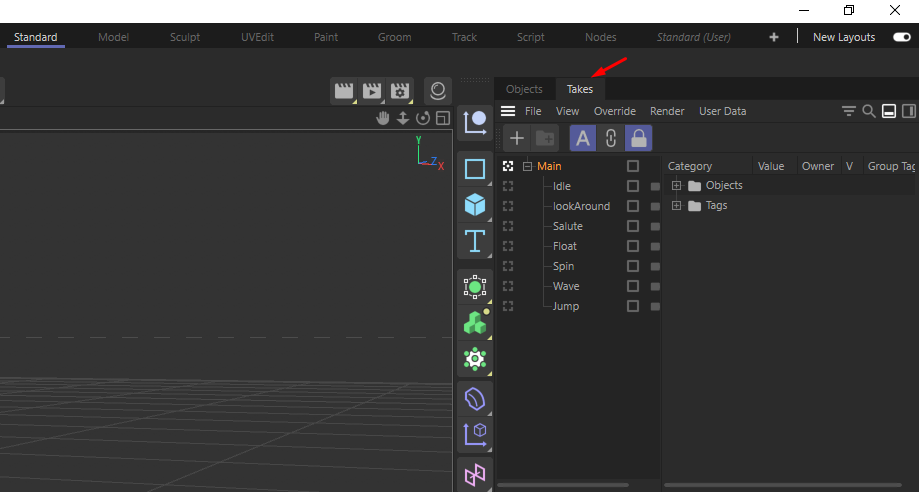 Standard Model Sculpt UVEdit Paint Groom Track Script Nodes Standard (User) New Layouts
Objects Takes
File View Override Render User Data
Y
Z
X
A
Main
Category Value Owner V Group Tag
Idle
Objects
lookAround
Tags
Salute
Float
T
Spin
Wave
Jump